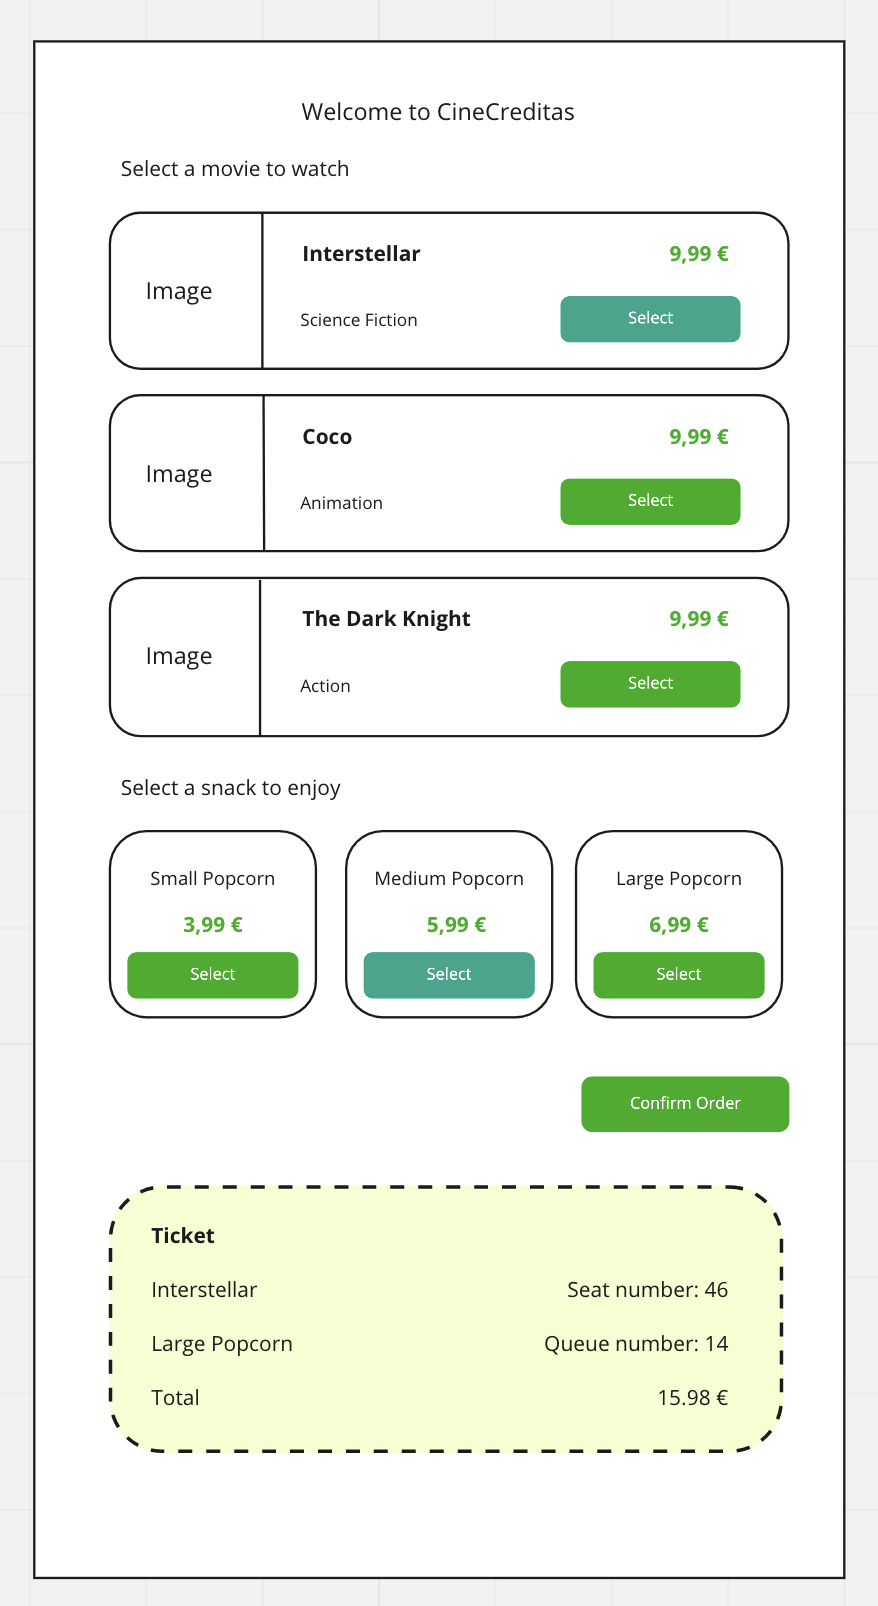 Welcome to CineCreditas
Select a movie to watch
Image
Interstellar
9,99 €
Science Fiction
Select
Image
Coco
9,99 €
Animation
Select
Image
The Dark Knight
9,99 €
Action
Select
Select a snack to enjoy
Small Popcorn
3,99 €
Select
Medium Popcorn
5,99 €
Select
Large Popcorn
6,99 €
Select
Confirm Order
Ticket
Interstellar
Seat number: 46
Large Popcorn
Queue number: 14
Total
15.98 €